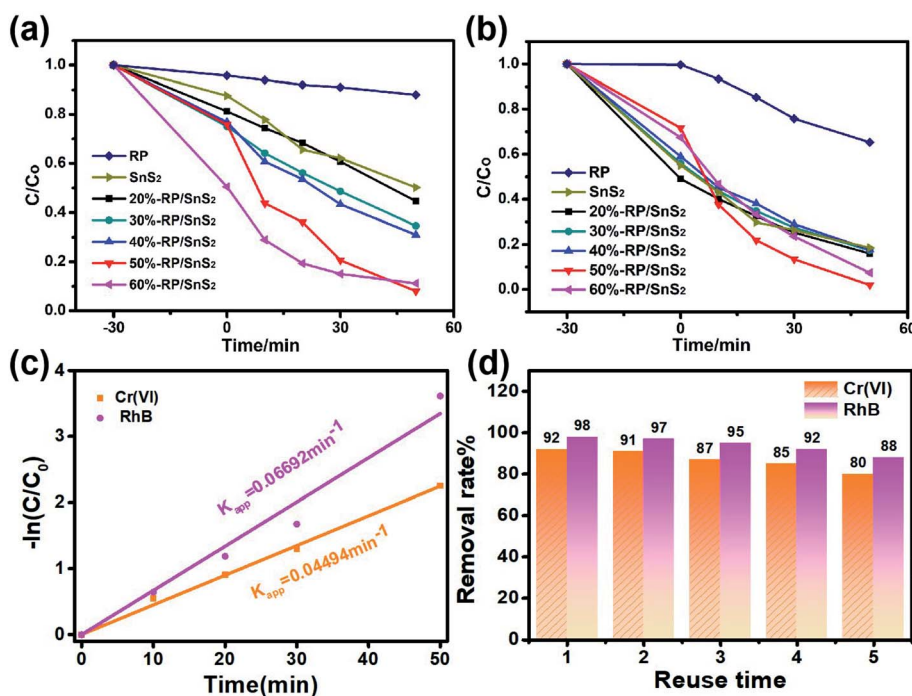 (a)
C/C₀
1.0
0.8
0.6
0.4
0.2
0.0
RP
SnS₂
20%-RP/SnS₂
30%-RP/SnS₂
40%-RP/SnS₂
50%-RP/SnS₂
60%-RP/SnS₂
-30
0
30
60
Time/min
(b)
C/C₀
1.0
0.8
0.6
0.4
0.2
0.0
RP
SnS₂
20%-RP/SnS₂
30%-RP/SnS₂
40%-RP/SnS₂
50%-RP/SnS₂
60%-RP/SnS₂
-30
0
30
60
Time/min
(c)
-ln(C/C₀)
4
3
2
1
0
Cr(VI)
RhB
Kapp=0.06692min⁻¹
Kapp=0.04494min⁻¹
0
10
20
30
40
50
Time(min)
(d)
Removal rate%
120
100
80
60
40
20
0
Cr(VI)
RhB
92 98
91 97
87 95
85 92
80 88
1
2
3
4
5
Reuse time